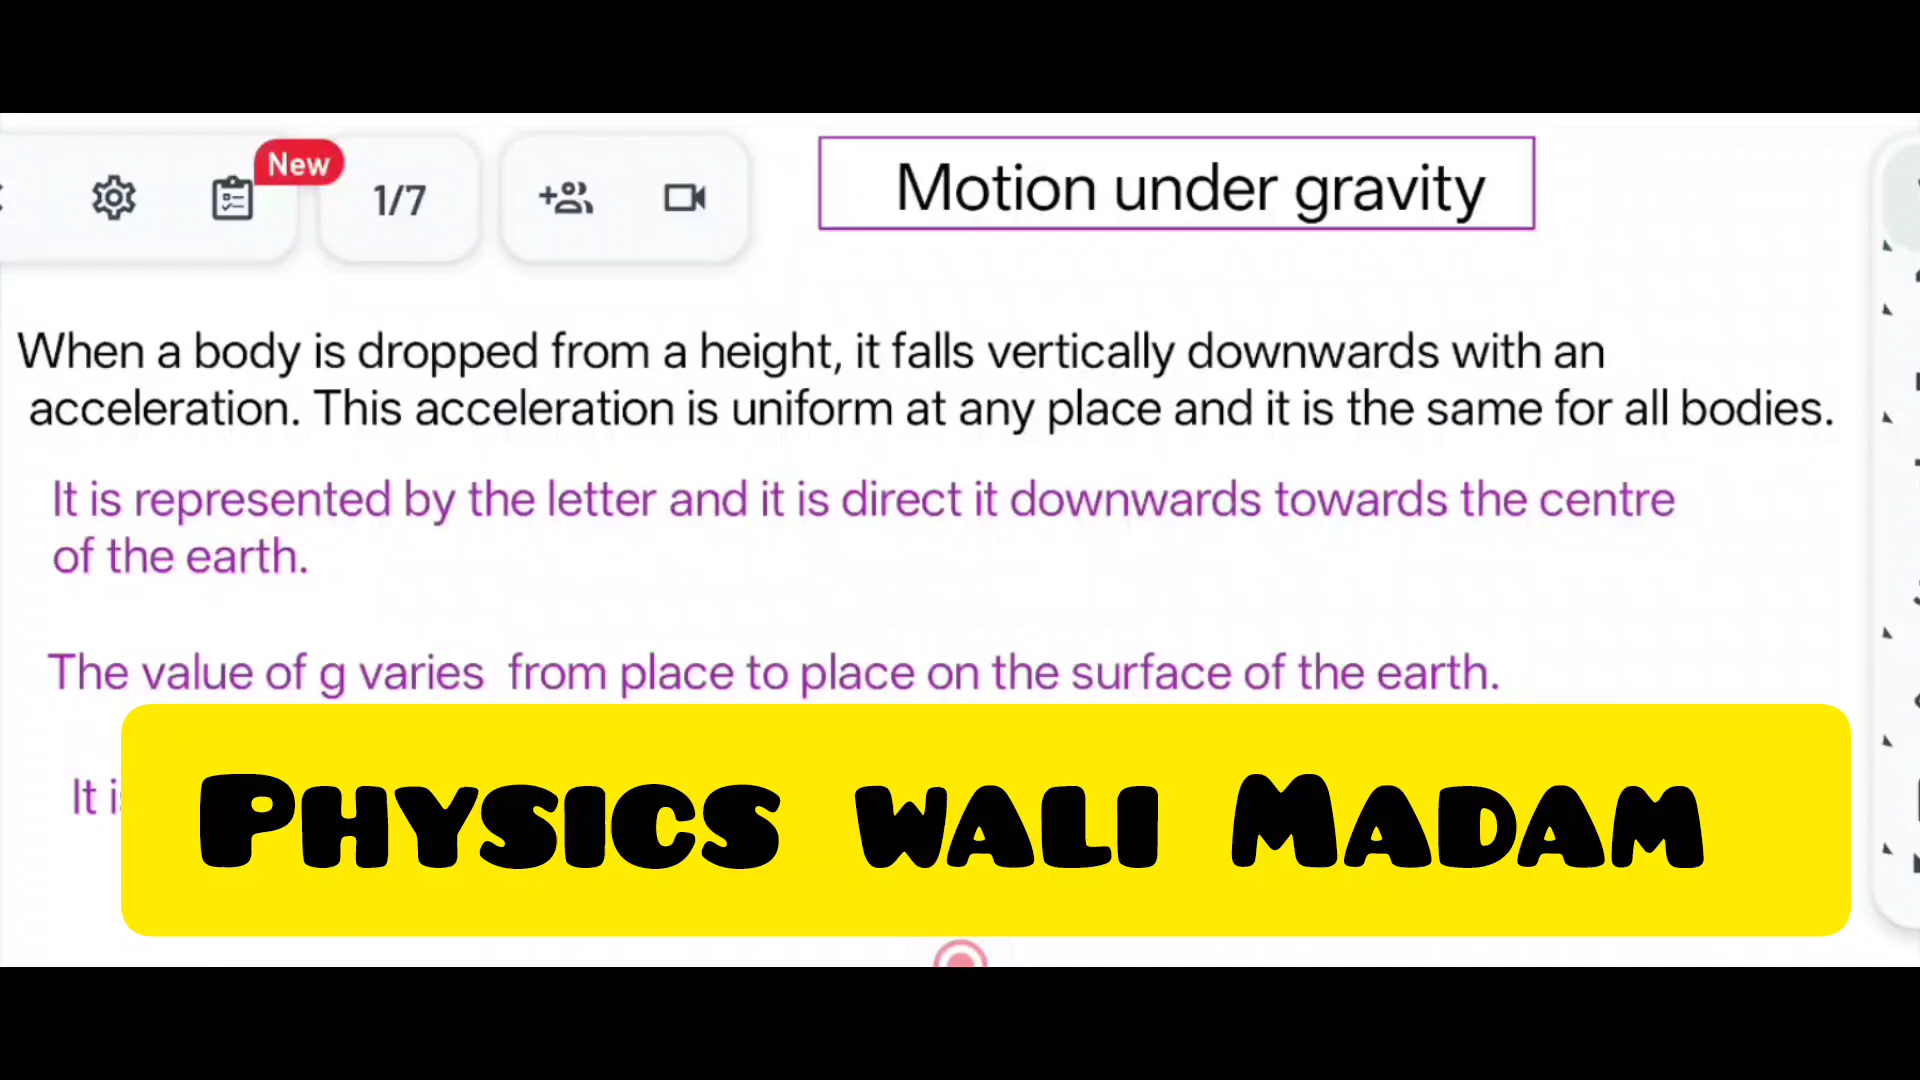 New
1/7
Motion under gravity
When a body is dropped from a height, it falls vertically downwards with an
acceleration. This acceleration is uniform at any place and it is the same for all bodies.
It is represented by the letter and it is direct it downwards towards the centre
of the earth.
The value of g varies from place to place on the surface of the earth.
It
Physics wali Madam